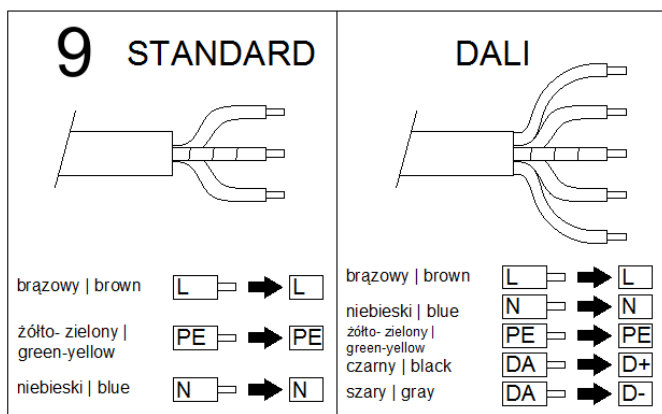 9 STANDARD
brązowy | brown L L
żółto- zielony |
green-yellow PE PE
niebieski | blue N N
DALI
brązowy | brown L L
niebieski | blue N N
żółto- zielony |
green-yellow PE PE
czarny | black DA D+
szary | gray DA D-